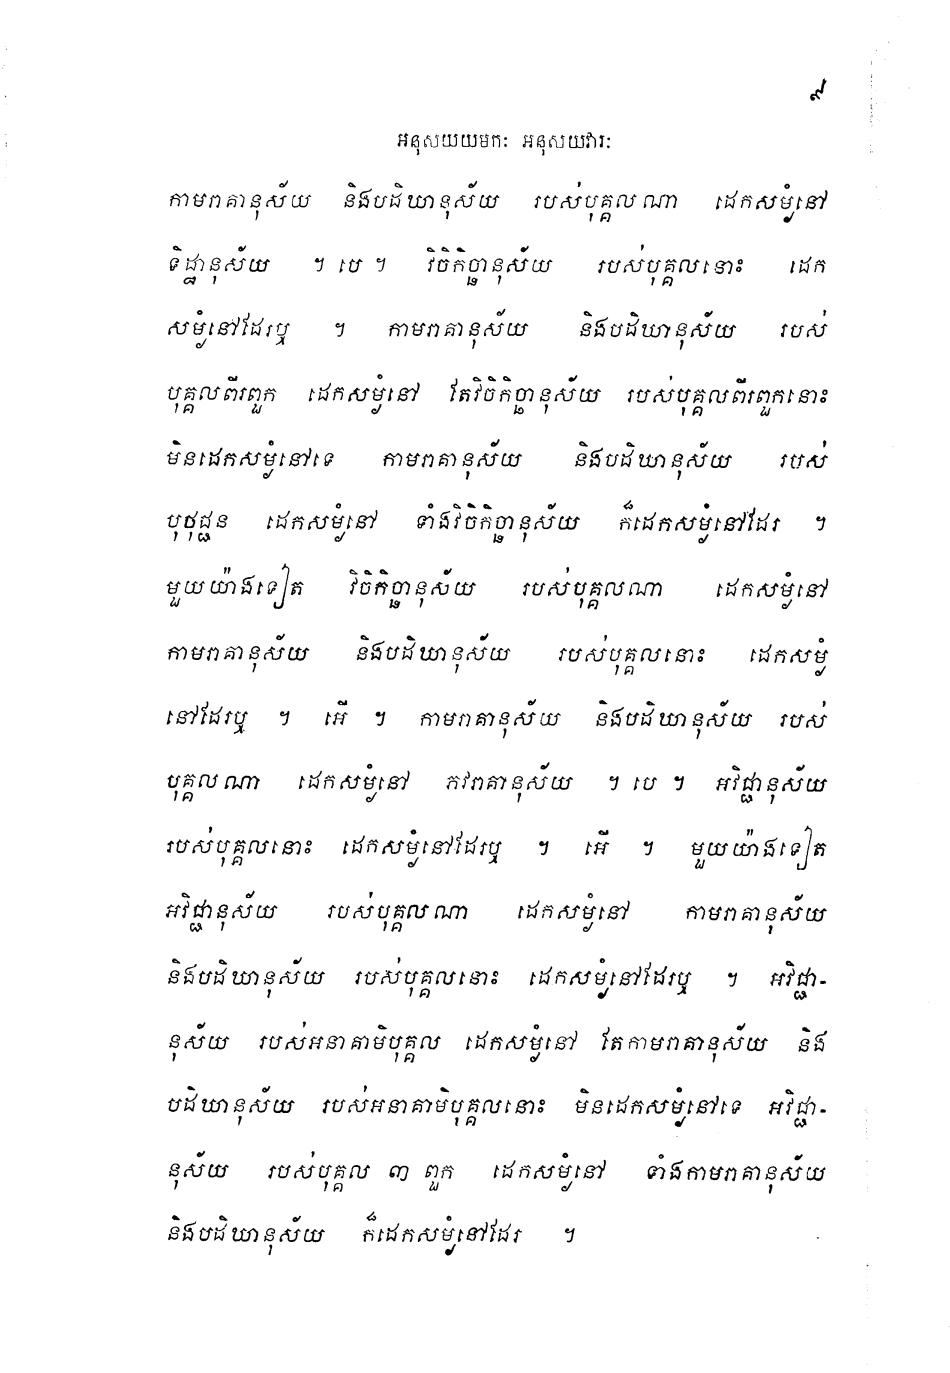 ៩
អនុសយយមកៈ អនុសយវារៈ
កាមរាគានុស័យ និងបដិឃានុស័យ របស់បុគ្គលណា ដេកសម្ងំនៅ
ទិដ្ឋានុស័យ ។ បេ ។ វិចិកិច្ឆានុស័យ របស់បុគ្គលនោះ ដេក
សម្ងំនៅដែរឬ ។ កាមរាគានុស័យ និងបដិឃានុស័យ របស់
បុគ្គលពីរពួក ដេកសម្ងំនៅ តែវិចិកិច្ឆានុស័យ របស់បុគ្គលពីរពួកនោះ
មិនដេកសម្ងំនៅទេ កាមរាគានុស័យ និងបដិឃានុស័យ របស់
បុថុជ្ជន ដេកសម្ងំនៅ ទាំងវិចិកិច្ឆានុស័យ ក៏ដេកសម្ងំនៅដែរ ។
មួយយ៉ាងទៀត វិចិកិច្ឆានុស័យ របស់បុគ្គលណា ដេកសម្ងំនៅ
កាមរាគានុស័យ និងបដិឃានុស័យ របស់បុគ្គលនោះ ដេកសម្ងំ
នៅដែរឬ ។ អើ ។ កាមរាគានុស័យ និងបដិឃានុស័យ របស់
បុគ្គលណា ដេកសម្ងំនៅ ភវរាគានុស័យ ។ បេ ។ អវិជ្ជានុស័យ
របស់បុគ្គលនោះ ដេកសម្ងំនៅដែរឬ ។ អើ ។ មួយយ៉ាងទៀត
អវិជ្ជានុស័យ របស់បុគ្គលណា ដេកសម្ងំនៅ កាមរាគានុស័យ
និងបដិឃានុស័យ របស់បុគ្គលនោះ ដេកសម្ងំនៅដែរឬ ។ អវិជ្ជា-
នុស័យ របស់អនាគាមិបុគ្គល ដេកសម្ងំនៅ តែកាមរាគានុស័យ និង
បដិឃានុស័យ របស់អនាគាមិបុគ្គលនោះ មិនដេកសម្ងំនៅទេ អវិជ្ជា-
នុស័យ របស់បុគ្គល ៣ ពួក ដេកសម្ងំនៅ ទាំងកាមរាគានុស័យ
និងបដិឃានុស័យ ក៏ដេកសម្ងំនៅដែរ ។